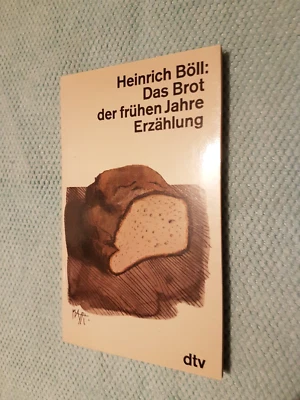 Heinrich Böll:
Das Brot
der frühen Jahre
Erzählung
dtv